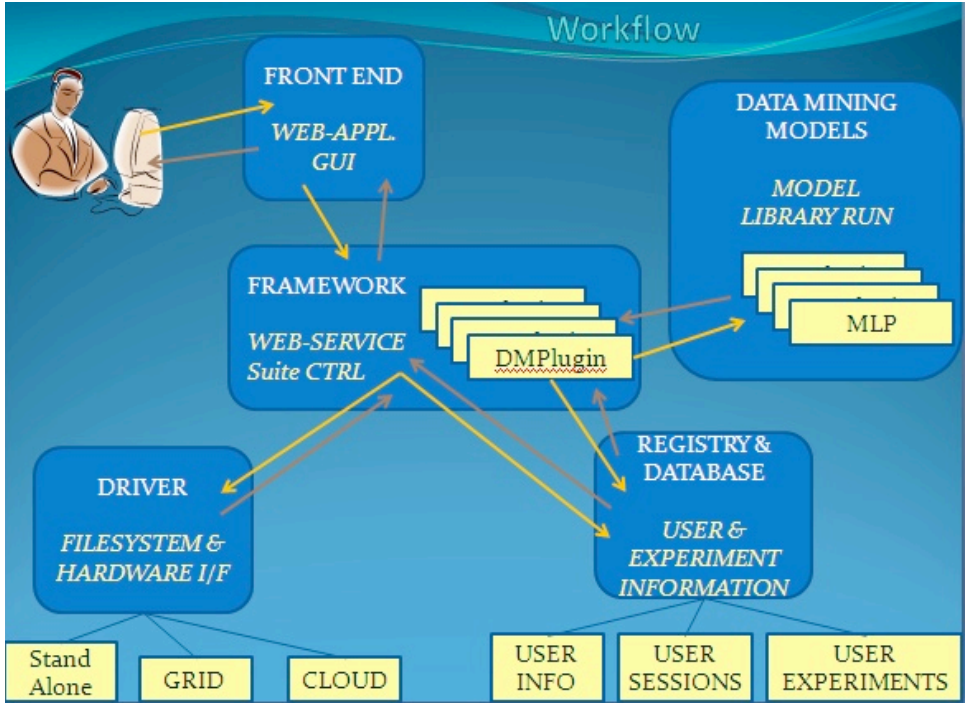 Workflow
FRONT END
WEB-APPL.
GUI
DATA MINING
MODELS
MODEL
LIBRARY RUN
MLP
FRAMEWORK
WEB-SERVICE
Suite CTRL
DMPlugin
DRIVER
FILESYSTEM &
HARDWARE I/F
REGISTRY &
DATABASE
USER &
EXPERIMENT
INFORMATION
Stand
Alone
GRID
CLOUD
USER
INFO
USER
SESSIONS
USER
EXPERIMENTS